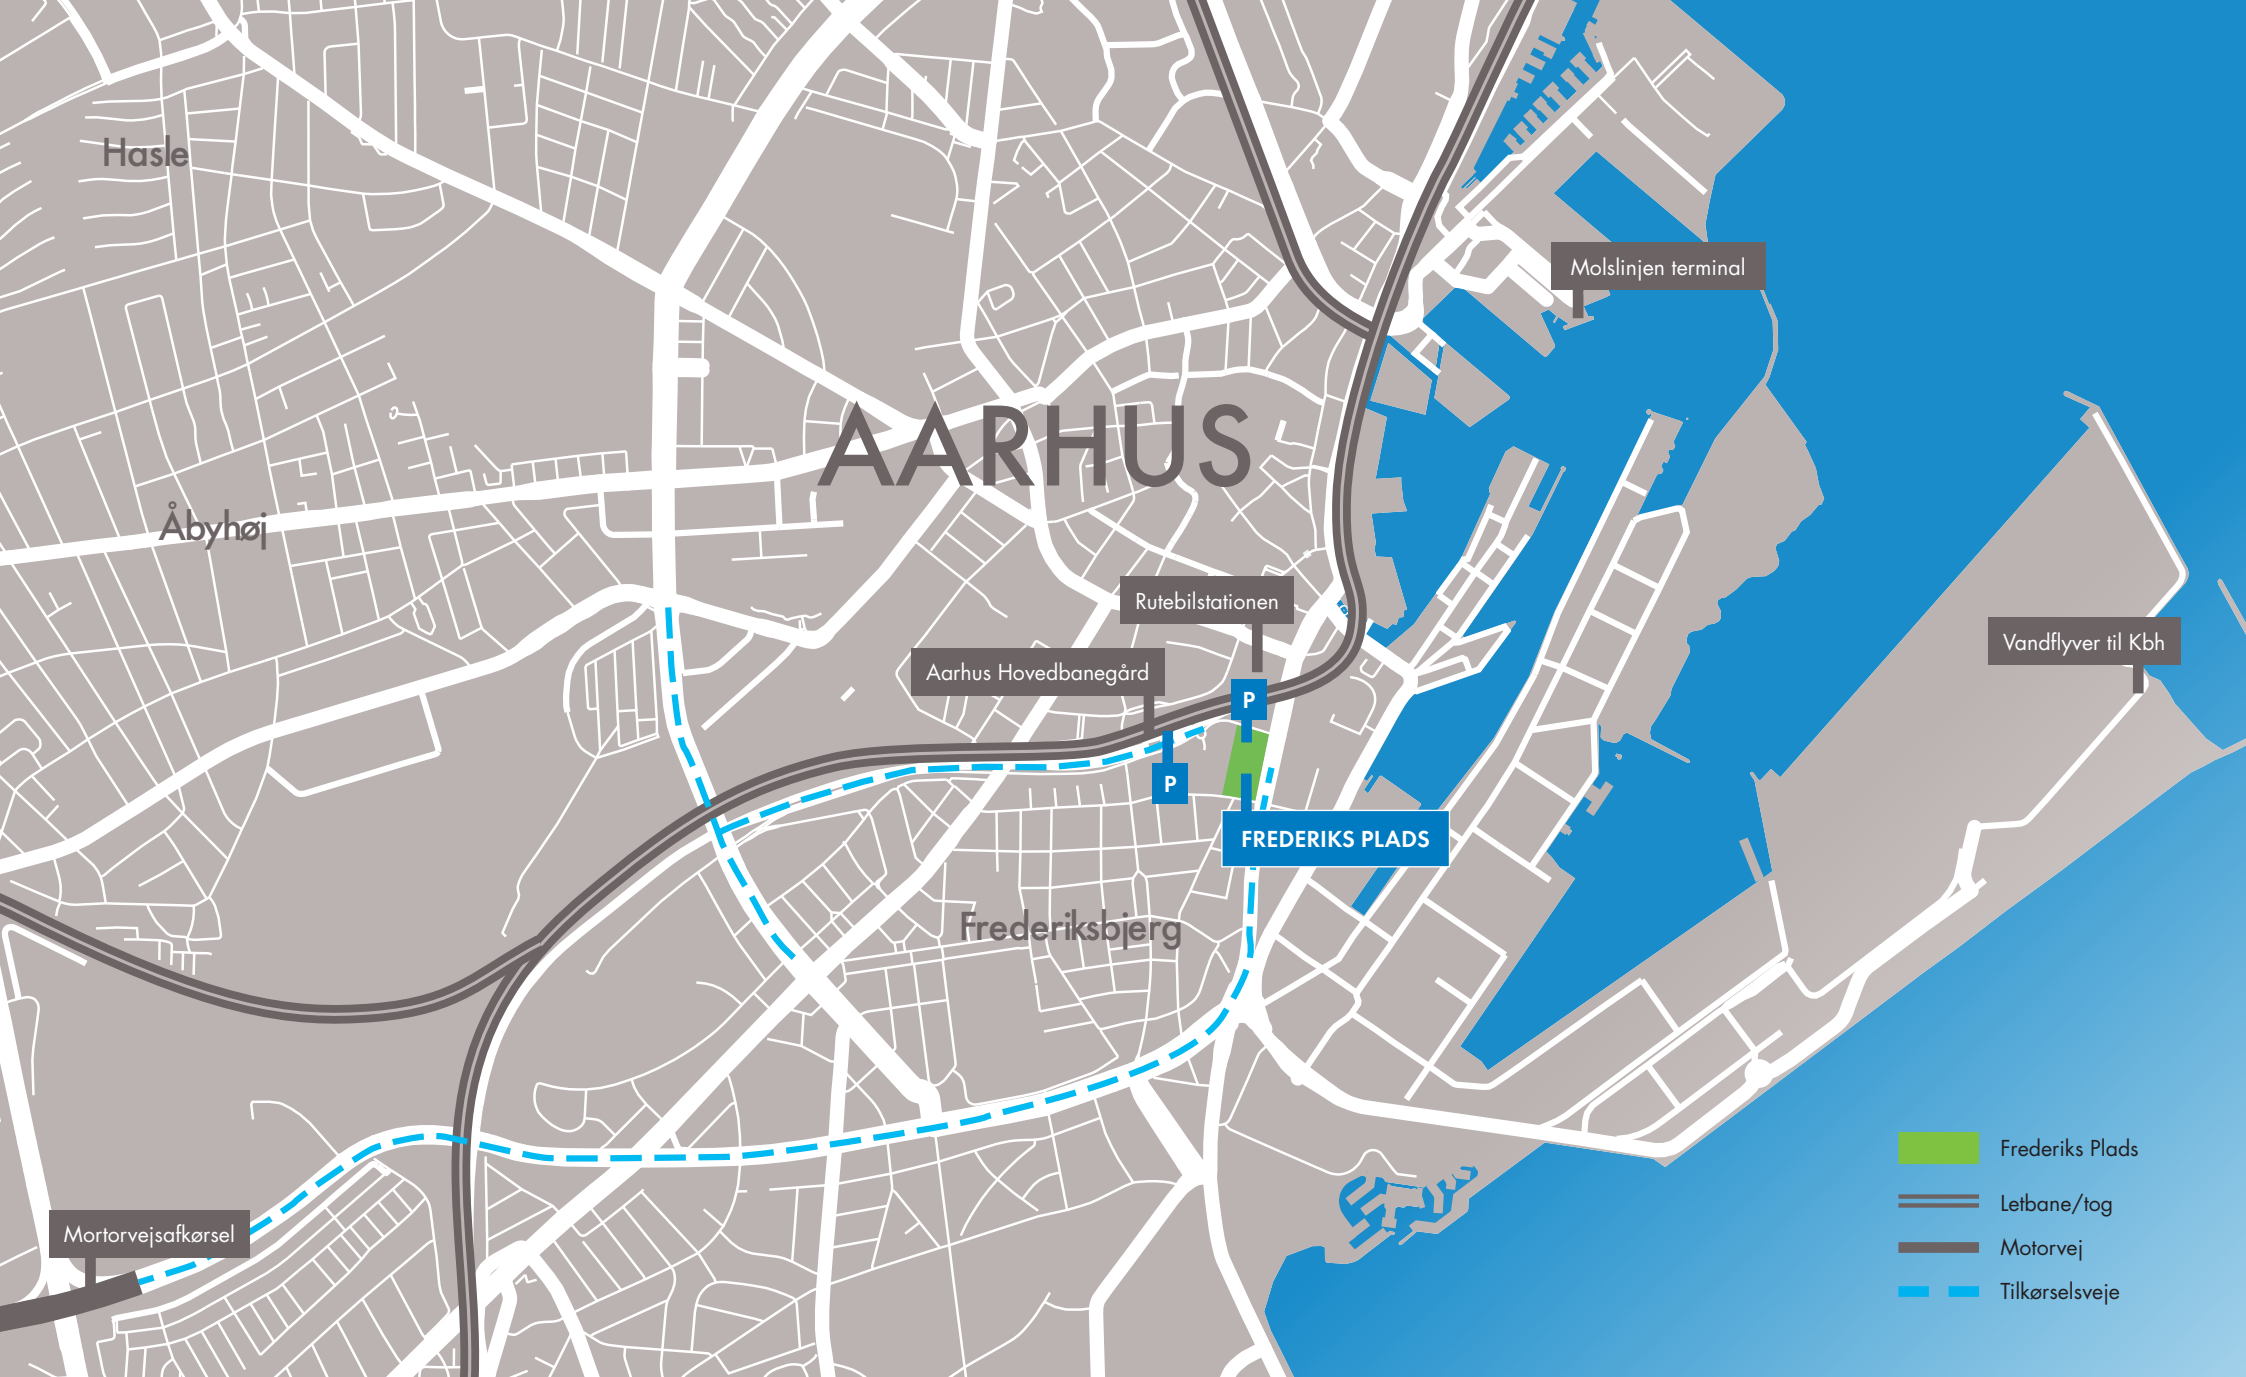 Hasle
Molslinjen terminal
AARHUS
Åbyhøj
Rutebilstationen
Vandflyver til Kbh
Aarhus Hovedbanegård
P
P
FREDERIKS PLADS
Frederiksbjerg
Mortorvejsafkørsel
Frederiks Plads
Letbane/tog
Motorvej
Tilkørselsveje